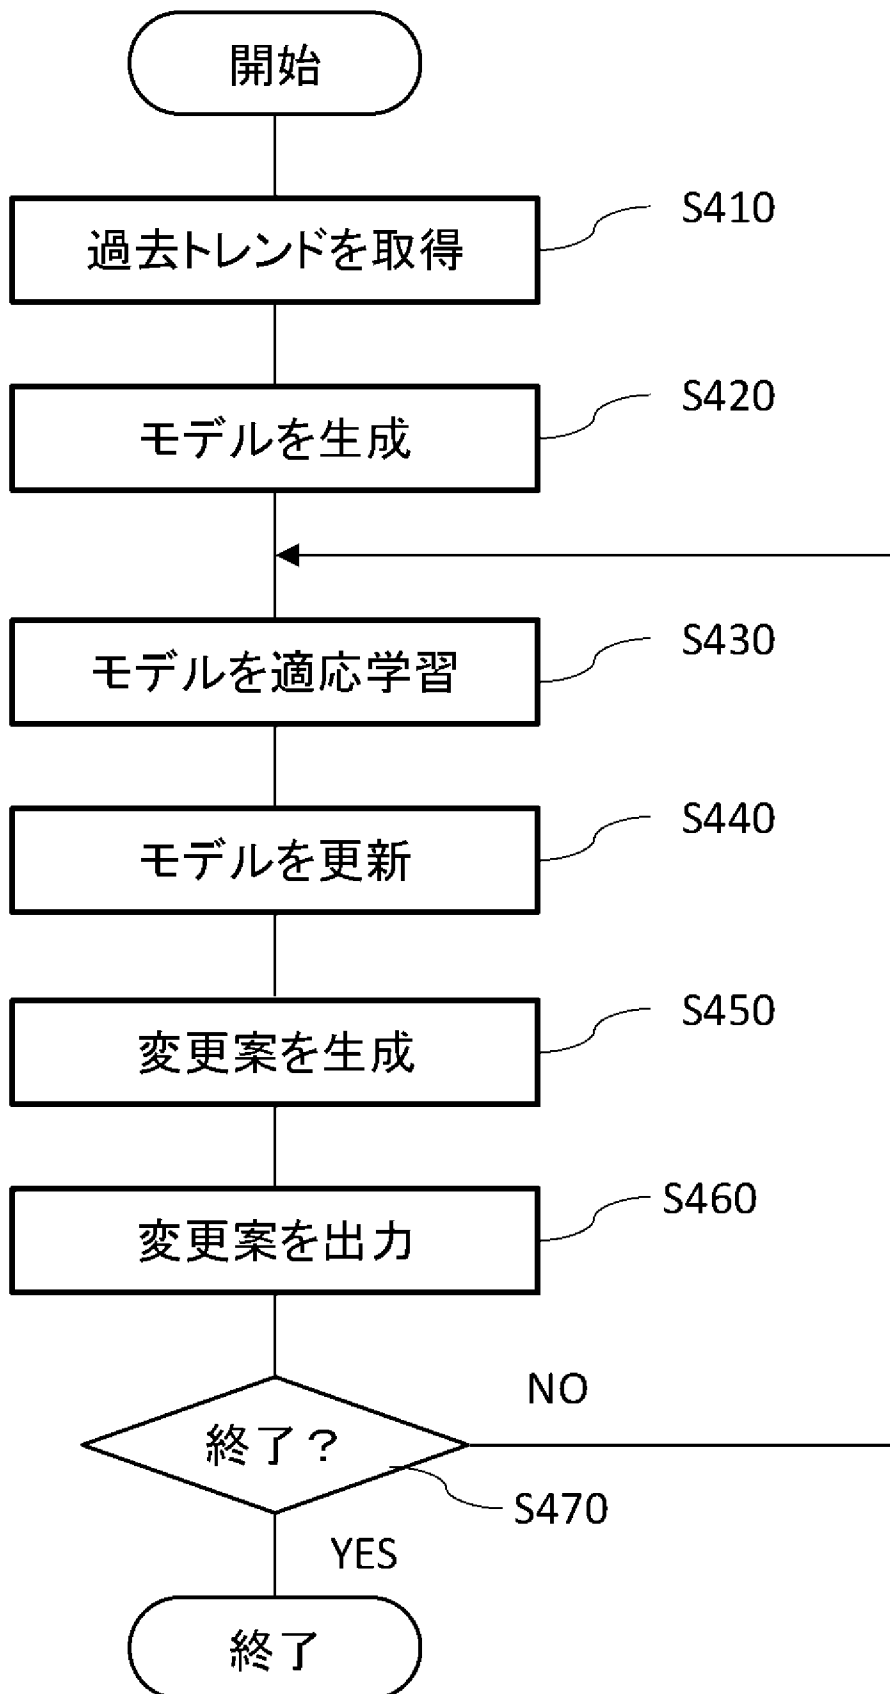 開始
過去トレンドを取得
S410
モデルを生成
S420
モデルを適応学習
S430
モデルを更新
S440
変更案を生成
S450
変更案を出力
S460
終了？
NO
S470
YES
終了